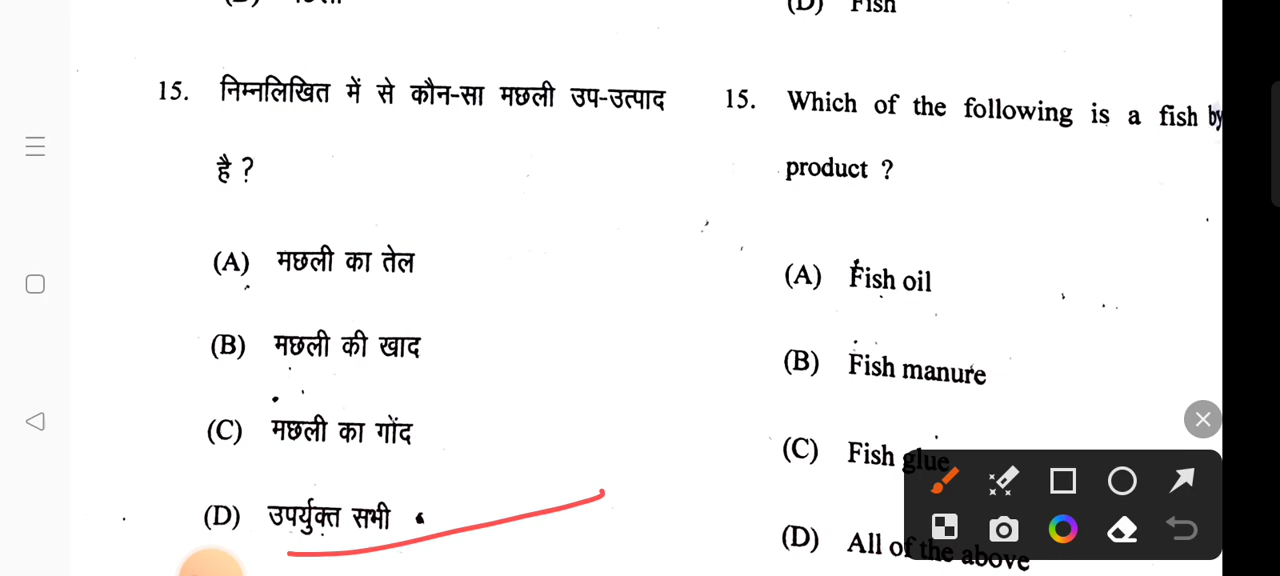 (D) Fish
15. निम्नलिखित में से कौन-सा मछली उप-उत्पाद
है ?
(A) मछली का तेल
(B) मछली की खाद
(C) मछली का गोंद
(D) उपर्युक्त सभी
15. Which of the following is a fish by
product ?
(A) Fish oil
(B) Fish manure
(C) Fish glue
(D) All of the above